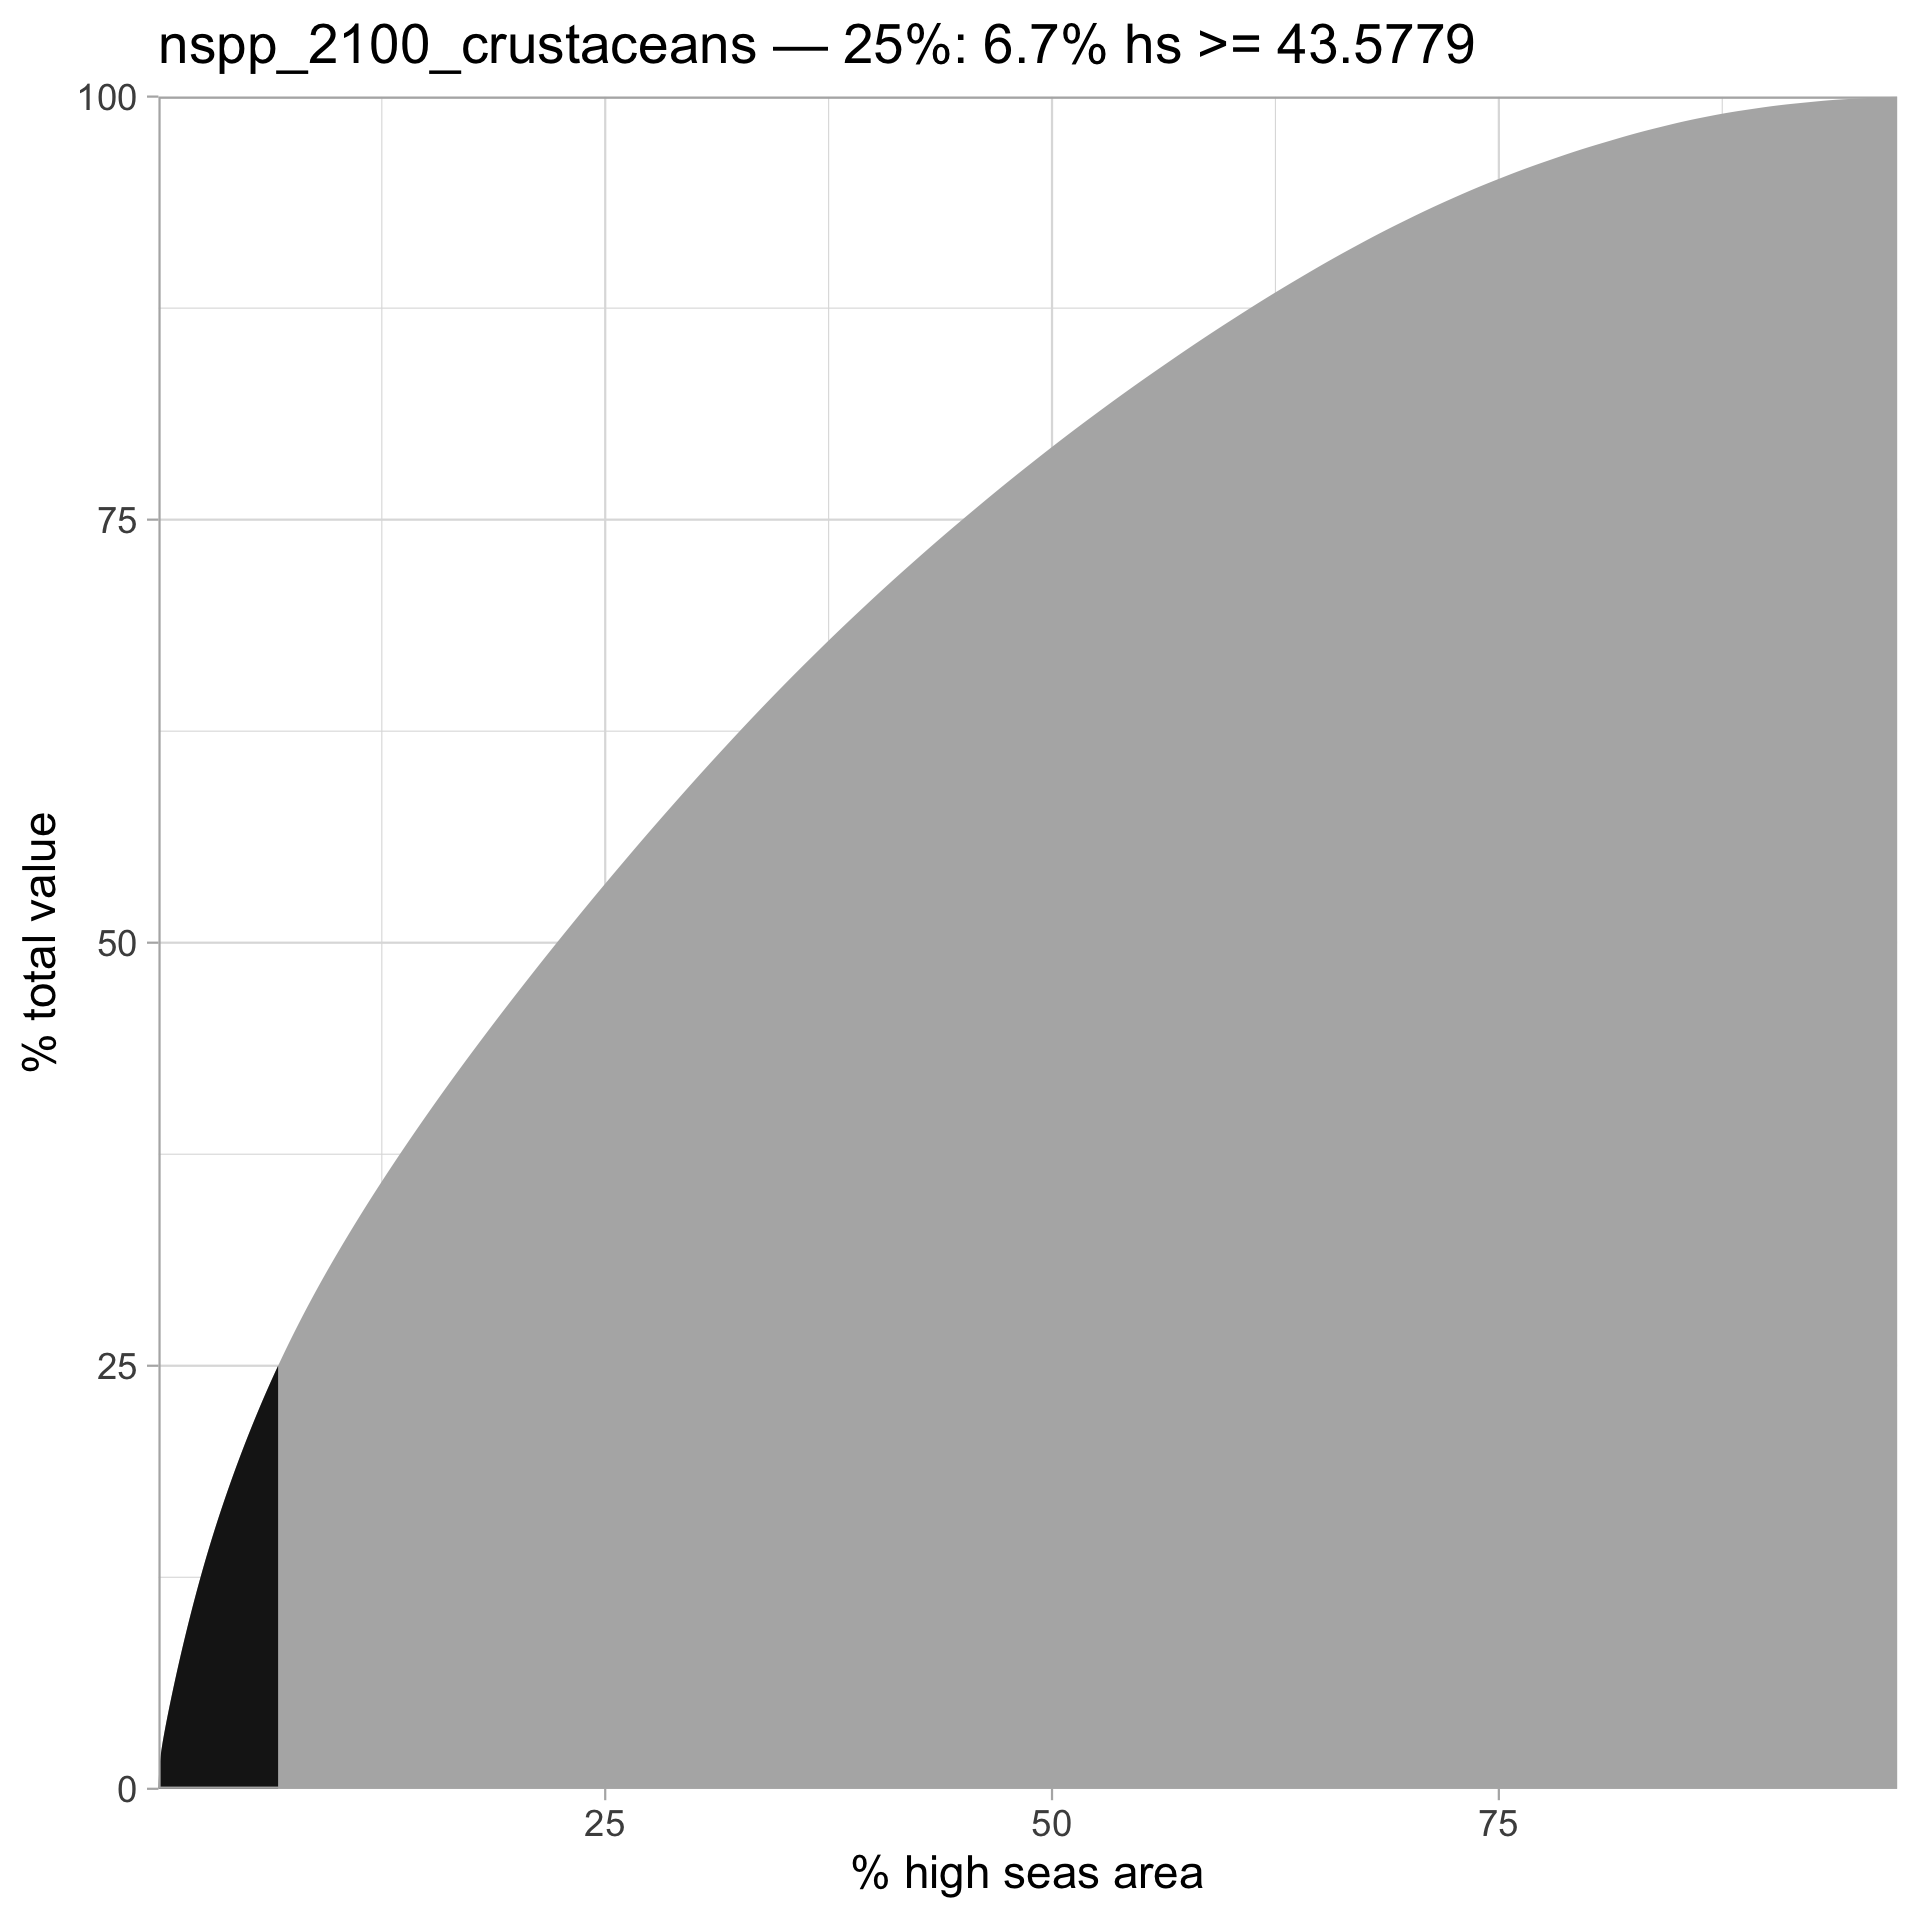 nspp_2100_crustaceans — 25%: 6.7% hs >= 43.5779
100
75
50
25
0
% total value
25 50 75
% high seas area